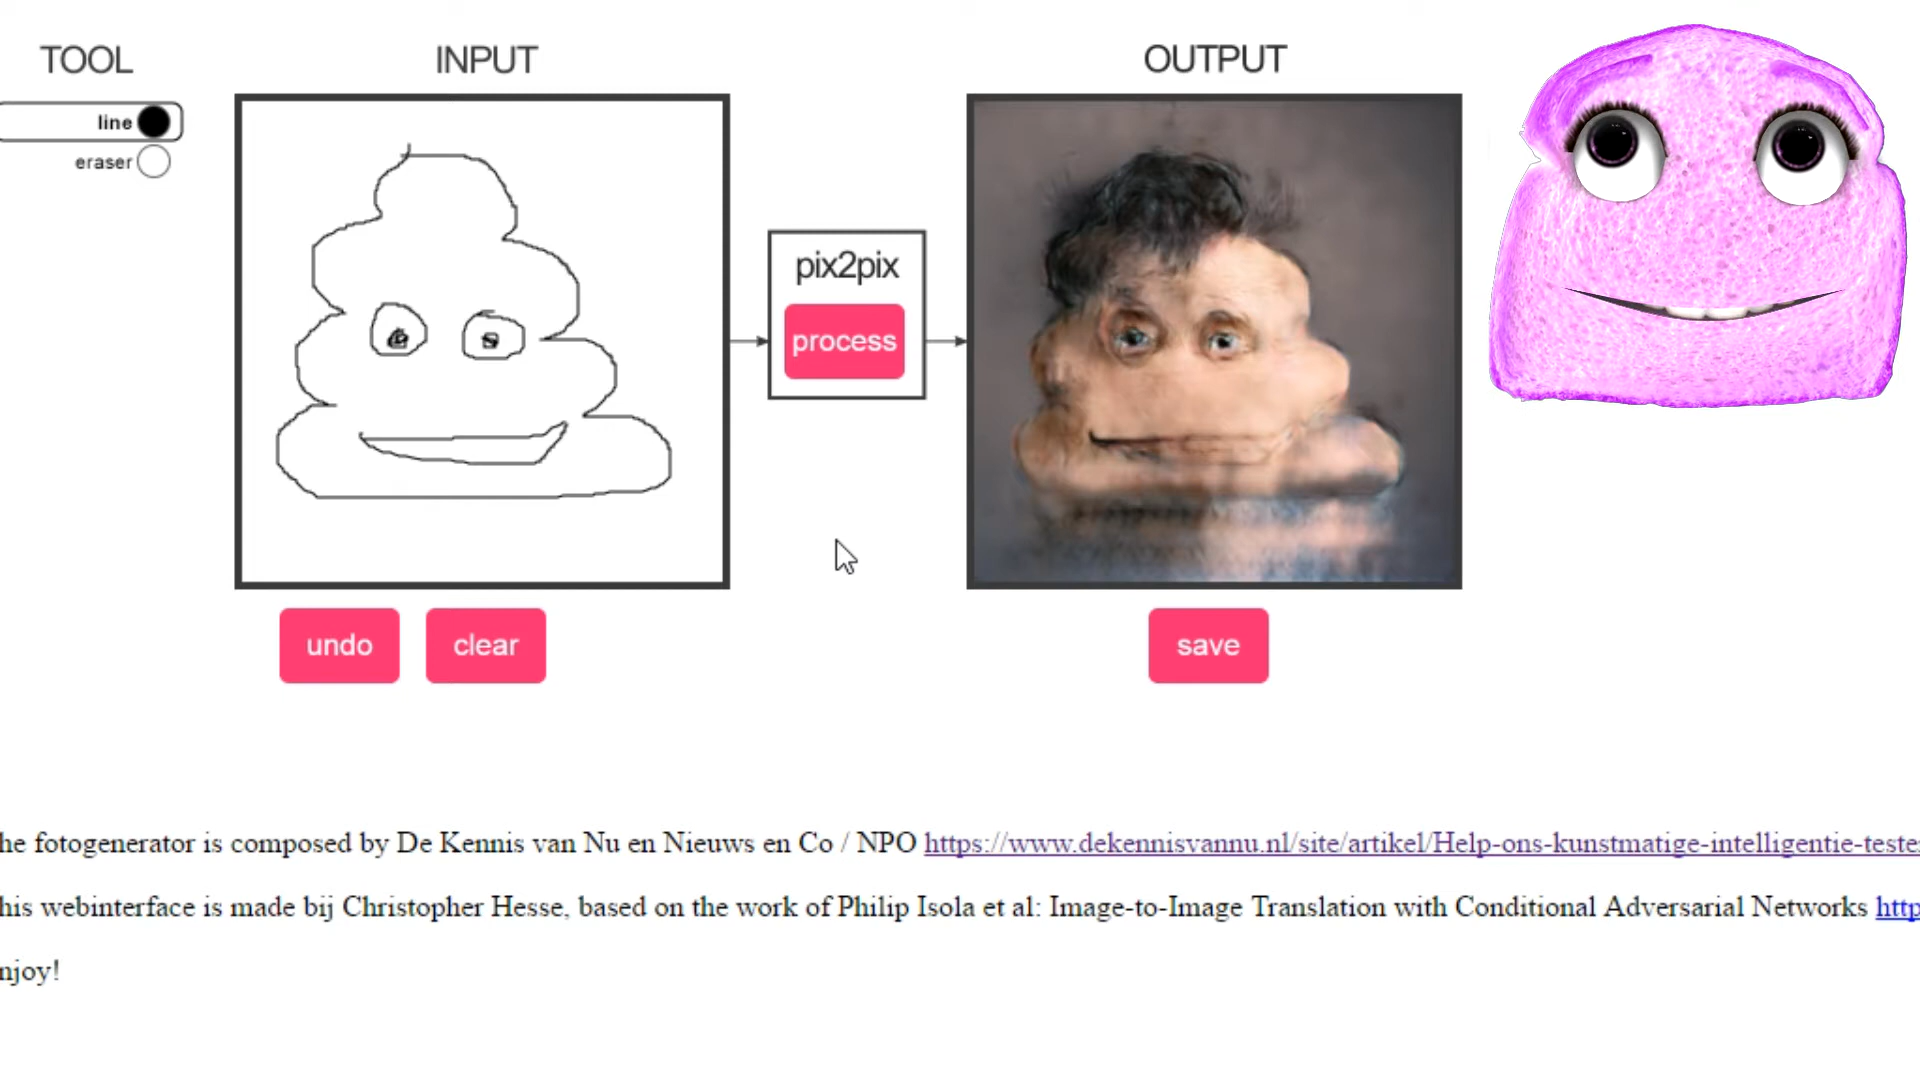 TOOL
INPUT
OUTPUT
line
eraser
pix2pix
process
undo
clear
save
he fotogenerator is composed by De Kennis van Nu en Nieuws en Co / NPO https://www.dekennisvannu.nl/site/artikel/Help-ons-kunstmatige-intelligentie-teste
his webinterface is made bij Christopher Hesse, based on the work of Philip Isola et al: Image-to-Image Translation with Conditional Adversarial Networks http
njoy!